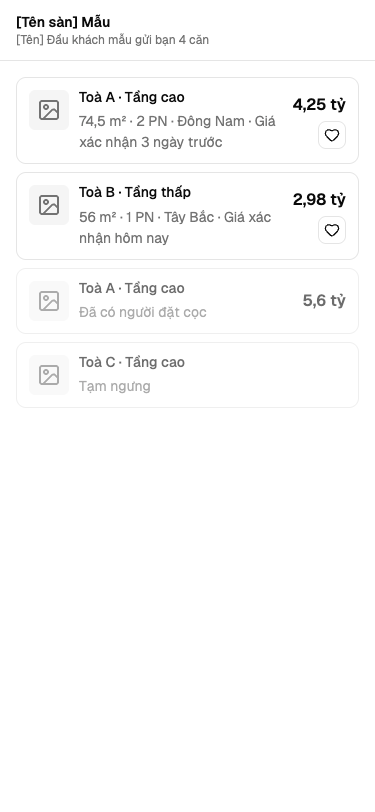 [Tên sàn] Mẫu
[Tên] Đầu khách mẫu gửi bạn 4 căn
Toà A · Tầng cao
4,25 tỷ
74,5 m² · 2 PN · Đông Nam · Giá
xác nhận 3 ngày trước
Toà B · Tầng thấp
2,98 tỷ
56 m² · 1 PN · Tây Bắc · Giá xác
nhận hôm nay
Toà A · Tầng cao
5,6 tỷ
Đã có người đặt cọc
Toà C · Tầng cao
Tạm ngưng